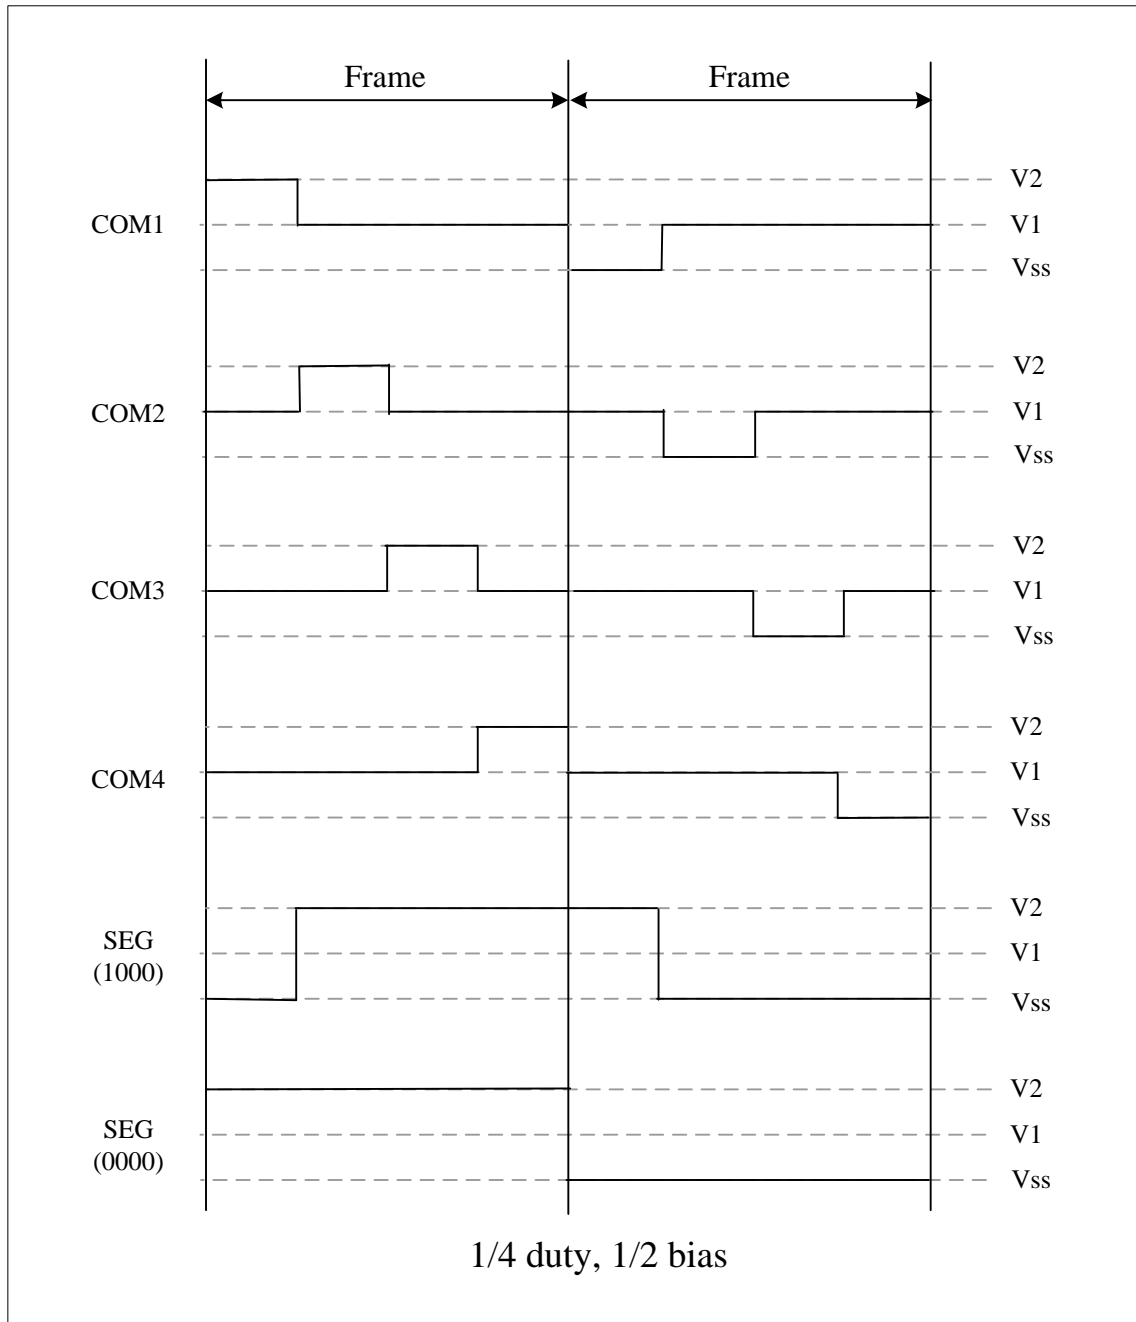 Frame Frame
V2
COM1 V1
Vss
V2
COM2 V1
Vss
V2
COM3 V1
Vss
V2
COM4 V1
Vss
V2
SEG
(1000)
V1
Vss
V2
SEG
(0000)
V1
Vss
1/4 duty, 1/2 bias